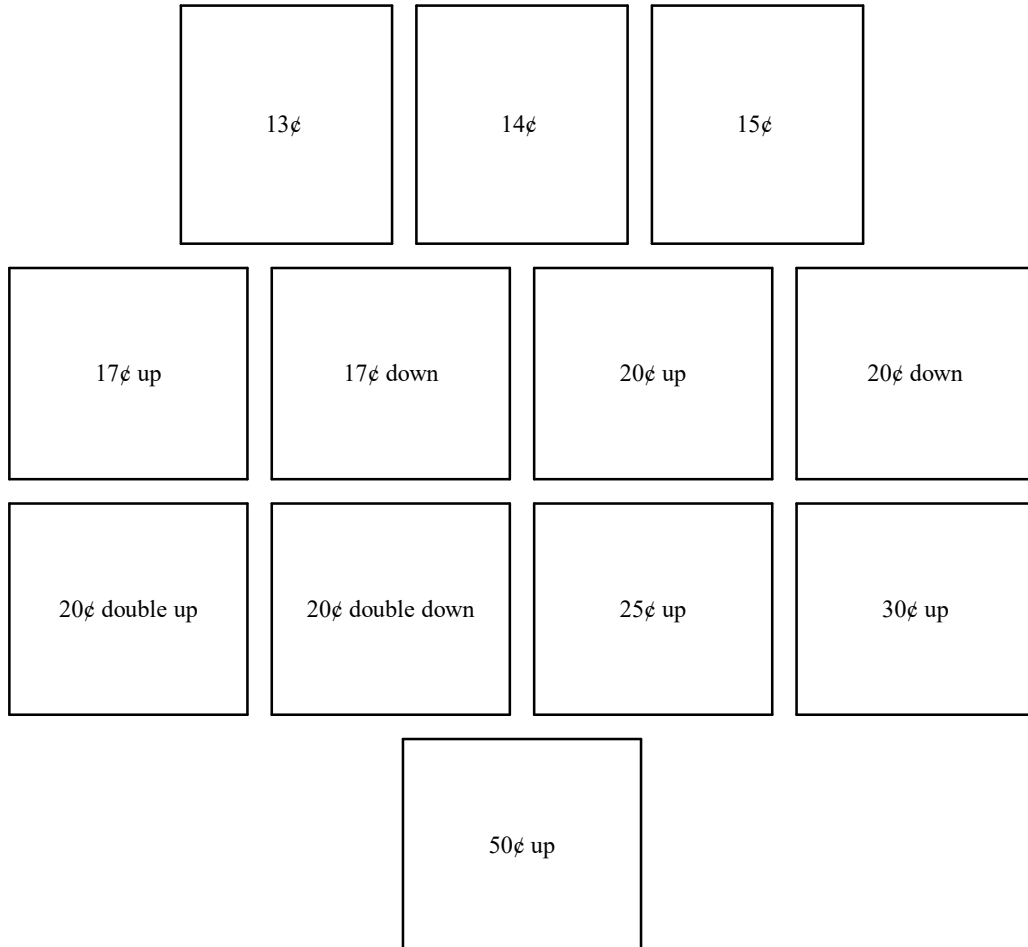 13¢
14¢
15¢
17¢ up
17¢ down
20¢ up
20¢ down
20¢ double up
20¢ double down
25¢ up
30¢ up
50¢ up